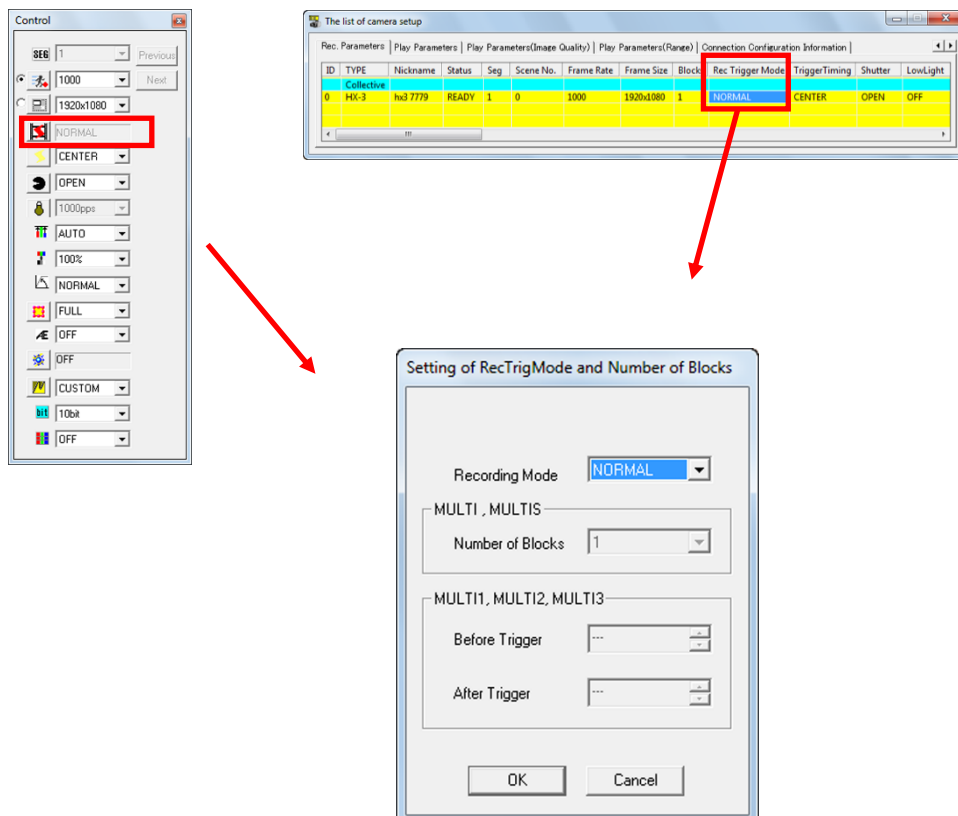 Control
SEG 1 Previous
1000 Next
1920x1080
NORMAL
CENTER
OPEN
1000pps
AUTO
100%
NORMAL
FULL
Æ OFF
OFF
CUSTOM
bit 10bit
OFF
The list of camera setup
Rec. Parameters Play Parameters Play Parameters(Image Quality) Play Parameters(Range) Connection Configuration Information
ID TYPE Nickname Status Seg Scene No. Frame Rate Frame Size Block Rec Trigger Mode TriggerTiming Shutter LowLight
Collective
0 HX-3 hx3 7779 READY 1 0 1000 1920x1080 1 NORMAL CENTER OPEN OFF
Setting of RecTrigMode and Number of Blocks
Recording Mode NORMAL
MULTI , MULTIS
Number of Blocks 1
MULTI1, MULTI2, MULTI3
Before Trigger ---
After Trigger ---
OK Cancel